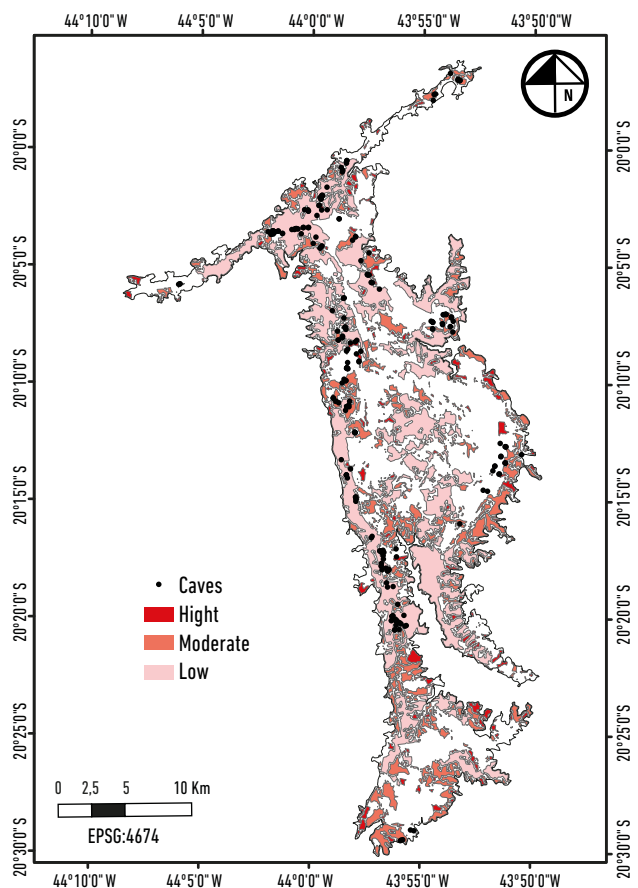 44°10'0"W 44°5'0"W 44°0'0"W 43°55'0"W 43°50'0"W
N
20°0'0"S 20°0'0"S
20°5'0"S 20°5'0"S
20°10'0"S 20°10'0"S
20°15'0"S 20°15'0"S
Caves
Hight
20°20'0"S 20°20'0"S
Moderate
Low
20°25'0"S 20°25'0"S
0 2,5 5 10 Km
EPSG:4674
20°30'0"S 20°30'0"S
44°10'0"W 44°5'0"W 44°0'0"W 43°55'0"W 43°50'0"W